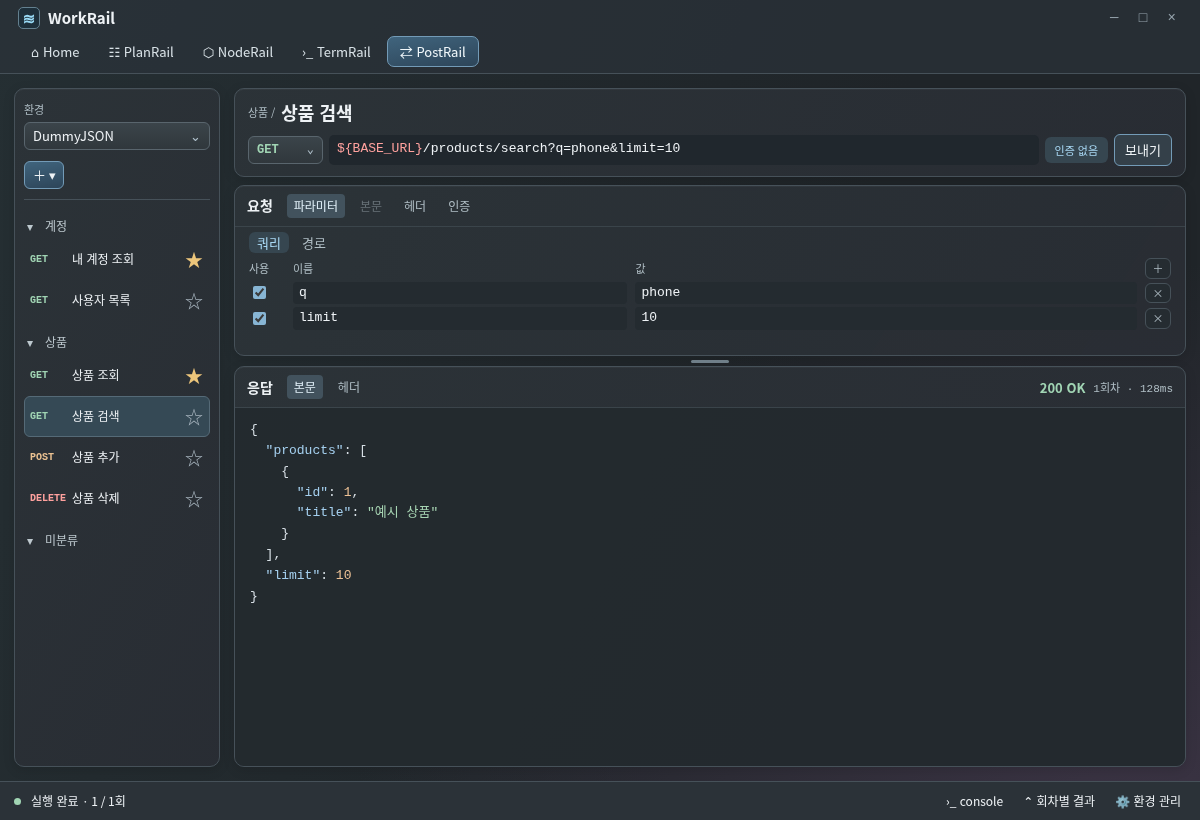 WorkRail
Home PlanRail NodeRail ›_ TermRail PostRail
환경
DummyJSON
계정
GET 내 계정 조회
GET 사용자 목록
상품
GET 상품 조회
GET 상품 검색
POST 상품 추가
DELETE 상품 삭제
미분류
상품 / 상품 검색
GET ${BASE_URL}/products/search?q=phone&limit=10 인증 없음 보내기
요청 파라미터 본문 헤더 인증
쿼리 경로
사용 이름 값
q phone
limit 10
응답 본문 헤더 200 OK 1회차 · 128ms
{
  "products": [
    {
      "id": 1,
      "title": "예시 상품"
    }
  ],
  "limit": 10
}
실행 완료 · 1 / 1회 ›_ console ⌃ 회차별 결과 환경 관리